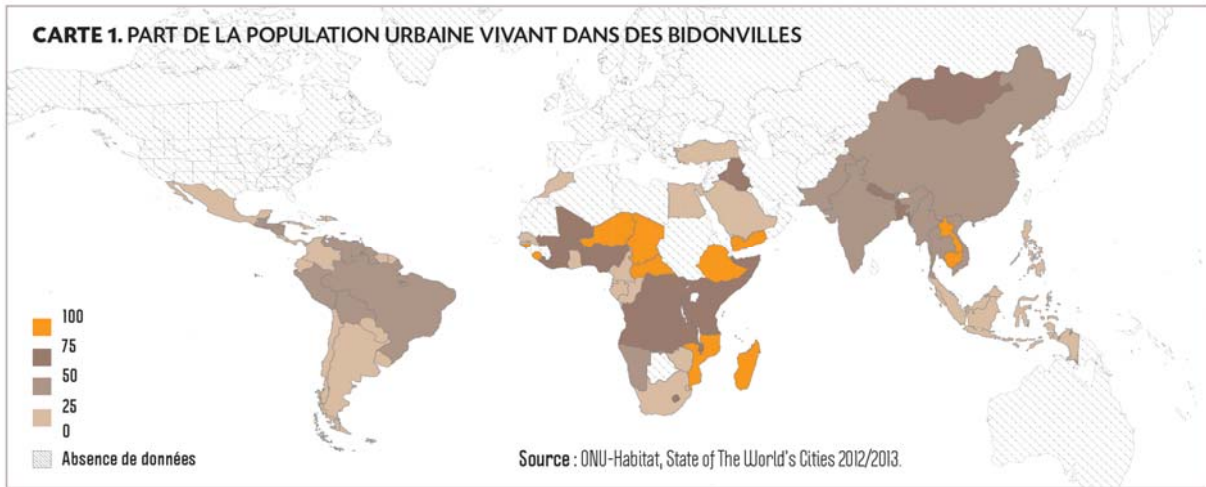 CARTE 1. PART DE LA POPULATION URBAINE VIVANT DANS DES BIDONVILLES
100
75
50
25
0
Absence de données
Source : ONU-Habitat, State of The World's Cities 2012/2013.